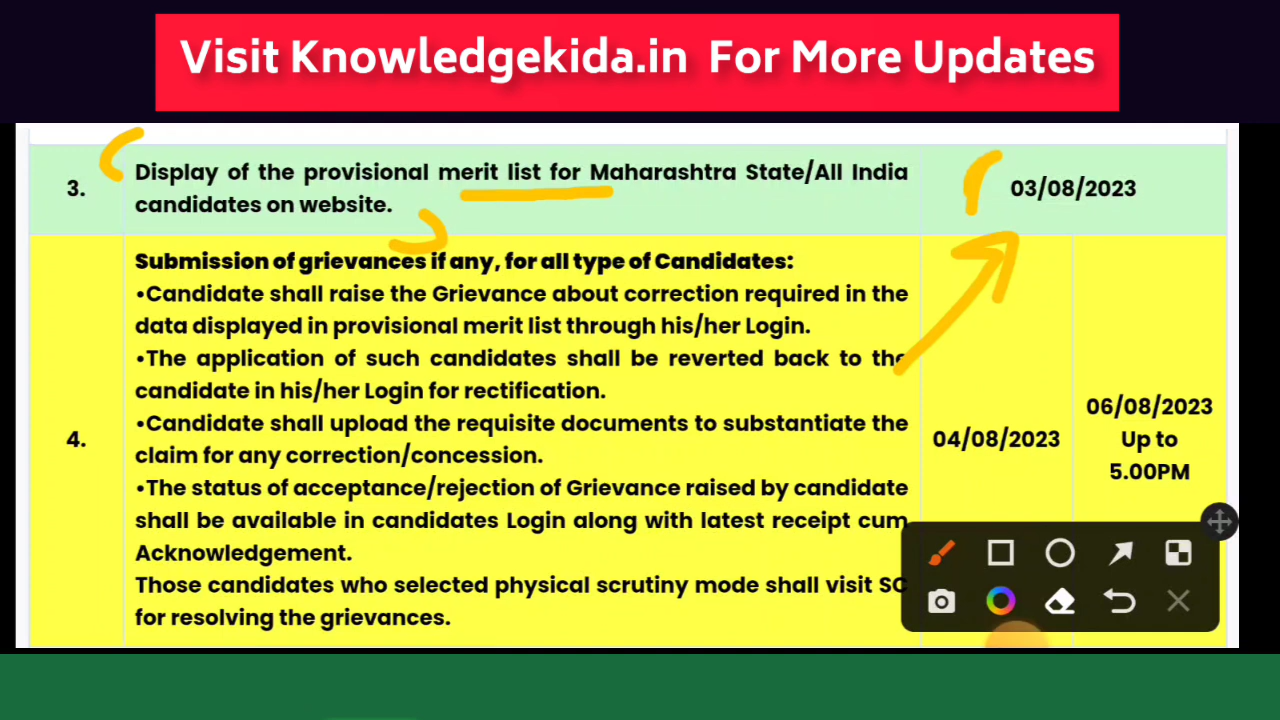 Visit Knowledgekida.in For More Updates
3.
Display of the provisional merit list for Maharashtra State/All India
candidates on website.
03/08/2023
4.
Submission of grievances if any, for all type of Candidates:
•Candidate shall raise the Grievance about correction required in the
data displayed in provisional merit list through his/her Login.
•The application of such candidates shall be reverted back to the
candidate in his/her Login for rectification.
•Candidate shall upload the requisite documents to substantiate the
claim for any correction/concession.
•The status of acceptance/rejection of Grievance raised by candidate
shall be available in candidates Login along with latest receipt cum
Acknowledgement.
Those candidates who selected physical scrutiny mode shall visit SC
for resolving the grievances.
04/08/2023
06/08/2023
Up to
5.00PM